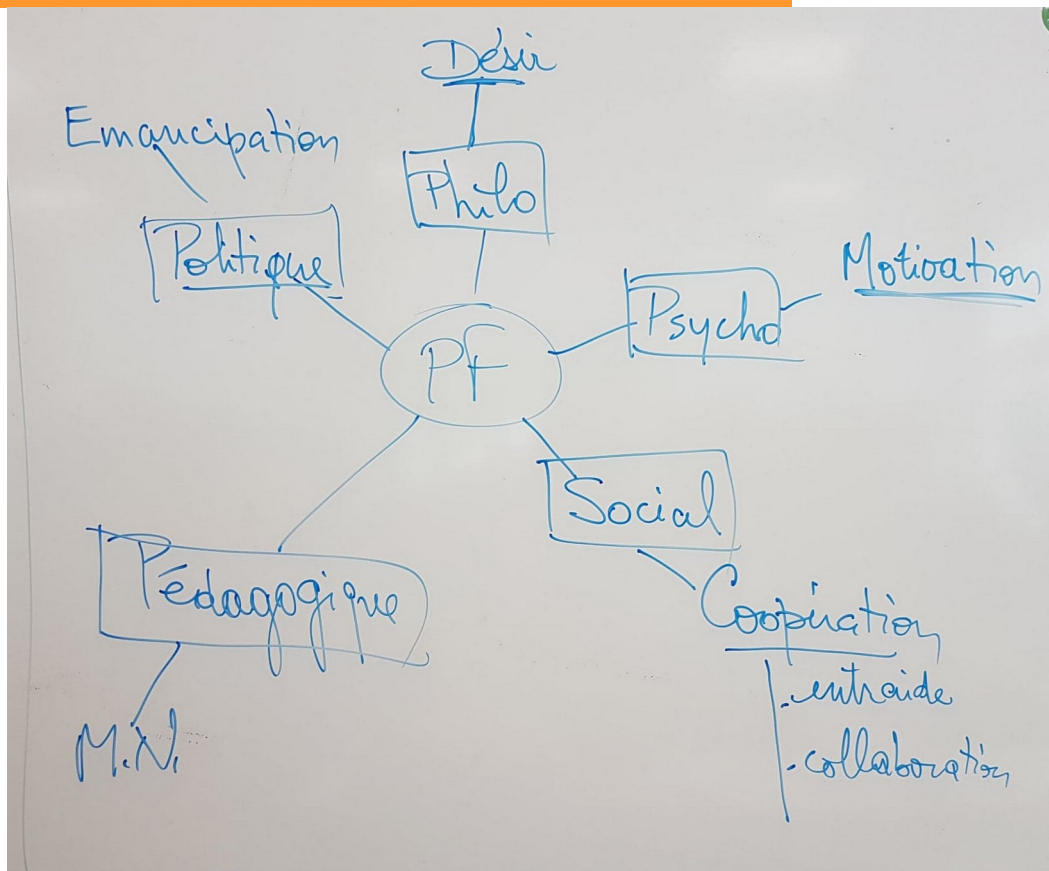 Désir
Emancipation
Philo
Politique
Motivation
Psycho
PF
Social
Pédagogique
Coopération
. entraide
. collaboration
M.N.